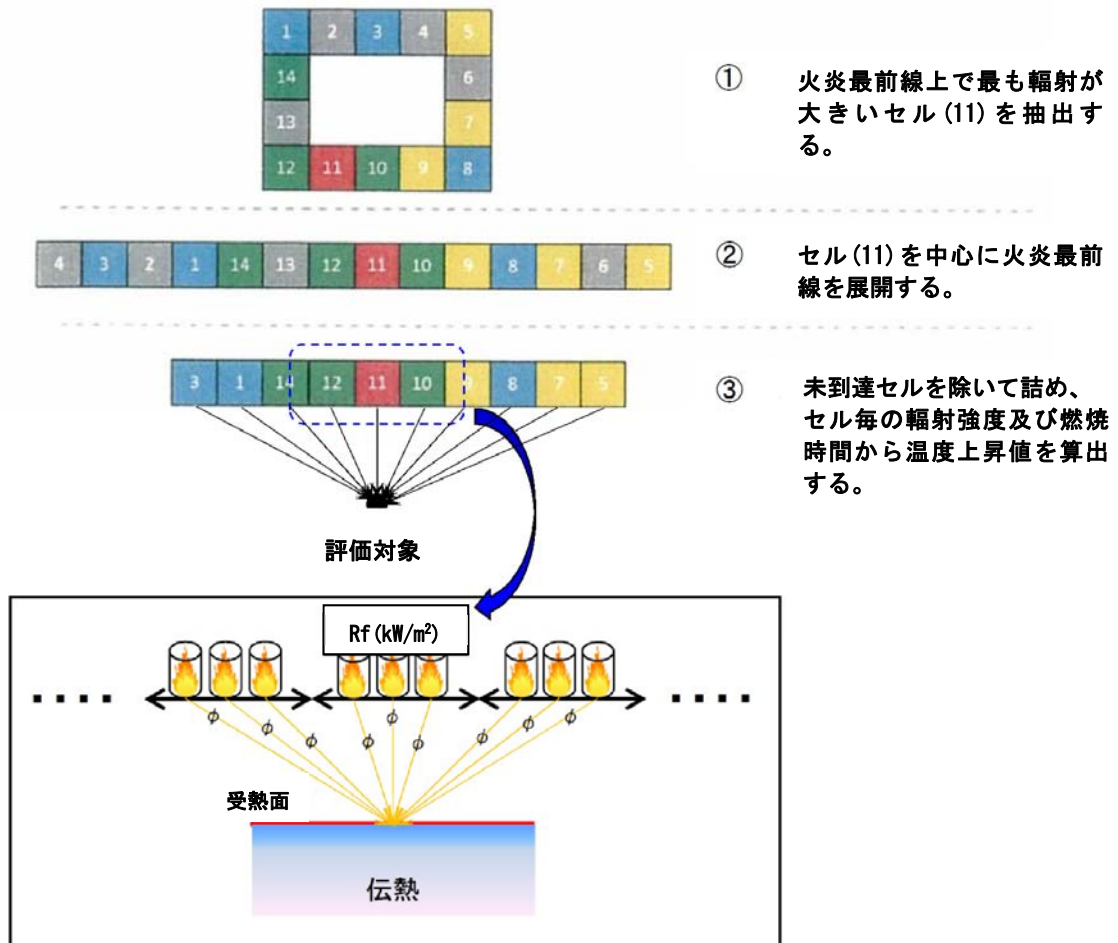 1 2 3 4 5
14 6
13 7
12 11 10 9 8
① 火炎最前線上で最も輻射が
大きいセル(11)を抽出す
る。
4 3 2 1 14 13 12 11 10 9 8 7 6 5
② セル(11)を中心に火炎最前
線を展開する。
3 1 14 12 11 10 9 8 7 5
③ 未到達セルを除いて詰め、
セル毎の輻射強度及び燃焼
時間から温度上昇値を算出
する。
評価対象
Rf(kW/m²)
φ φ φ φ φ φ φ φ φ
受熱面
伝熱